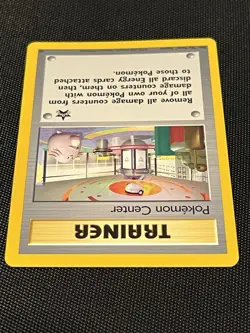 TRAINER
Pokémon Center
Remove all damage counters from
all of your own Pokémon with
damage counters on them, then
discard all Energy cards attached
to those Pokémon.